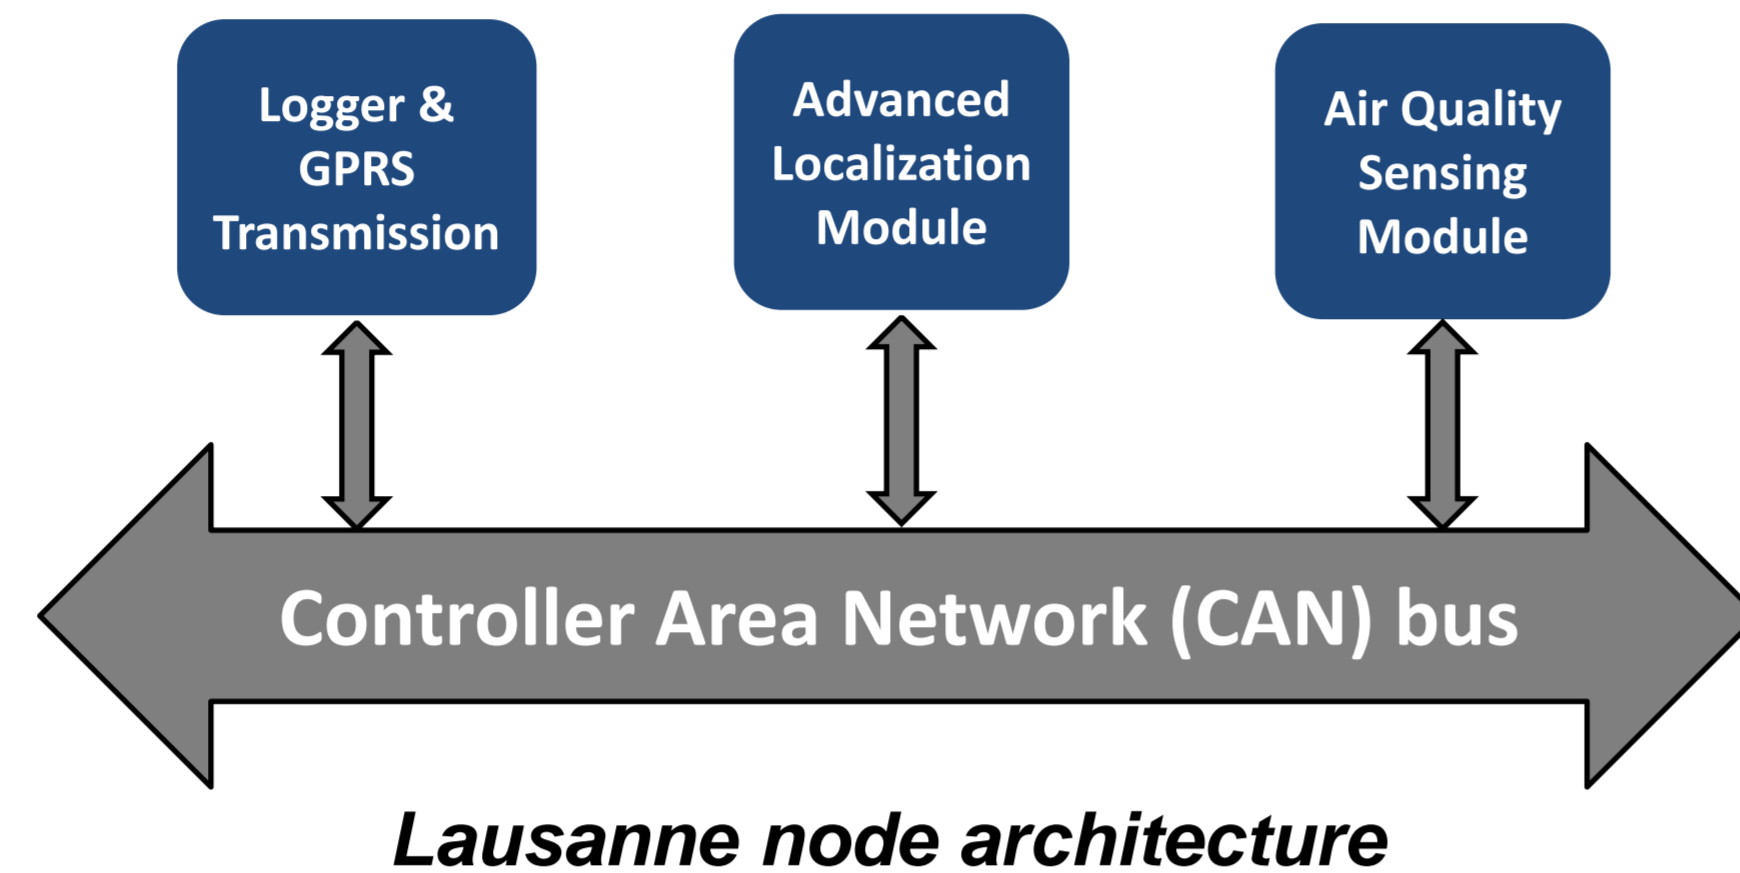 Logger &
GPRS
Transmission
Advanced
Localization
Module
Air Quality
Sensing
Module
Controller Area Network (CAN) bus
Lausanne node architecture